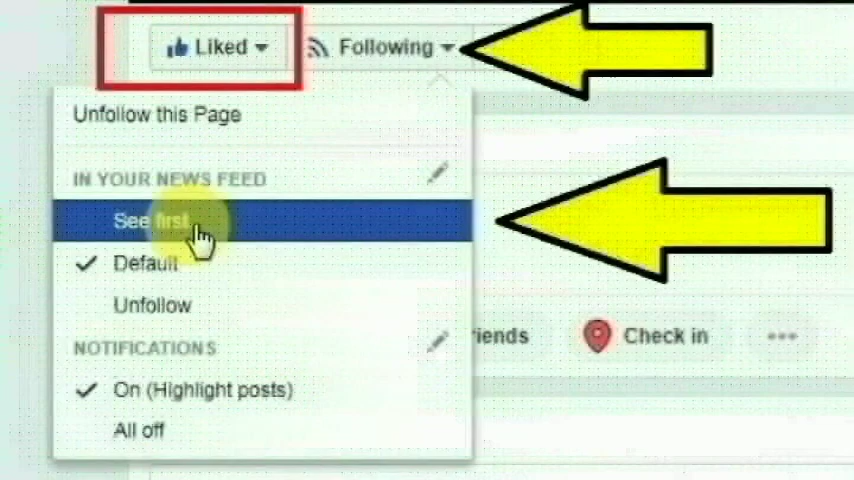 Liked Following
Unfollow this Page
IN YOUR NEWS FEED
See first
Default
Unfollow
riends Check in
NOTIFICATIONS
On (Highlight posts)
All off